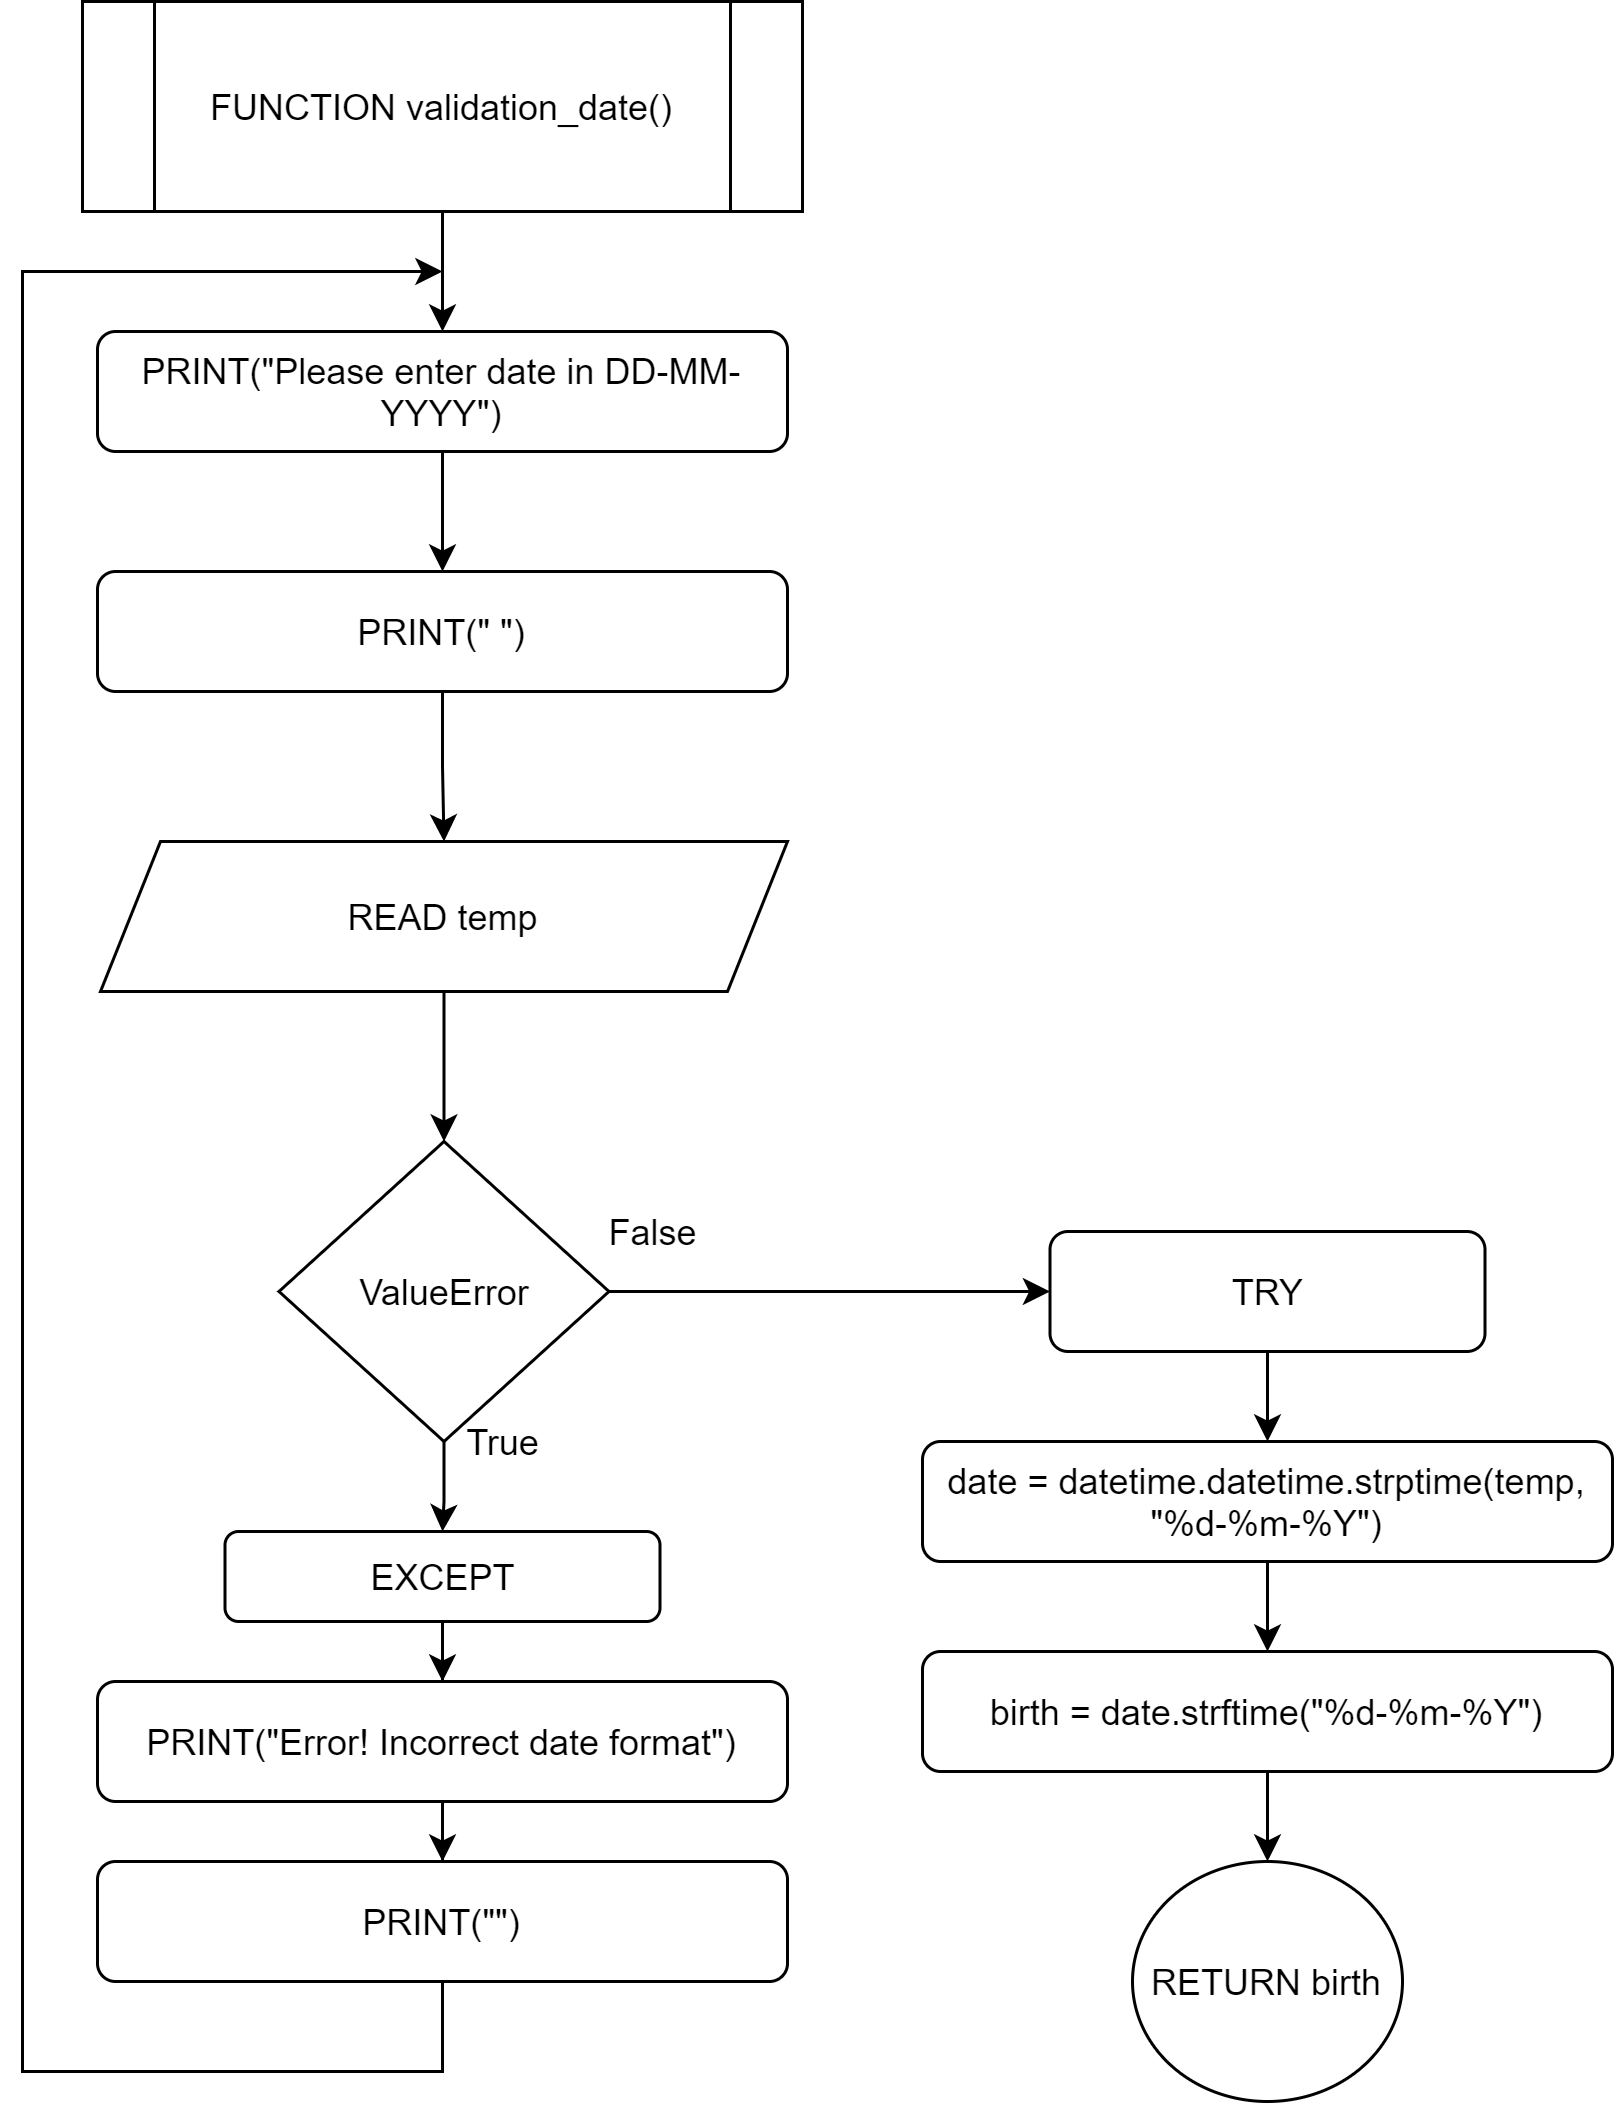 FUNCTION validation_date()
PRINT("Please enter date in DD-MM-
YYYY")
PRINT(" ")
READ temp
ValueError
False
True
EXCEPT
PRINT("Error! Incorrect date format")
PRINT("")
TRY
date = datetime.datetime.strptime(temp,
"%d-%m-%Y")
birth = date.strftime("%d-%m-%Y")
RETURN birth